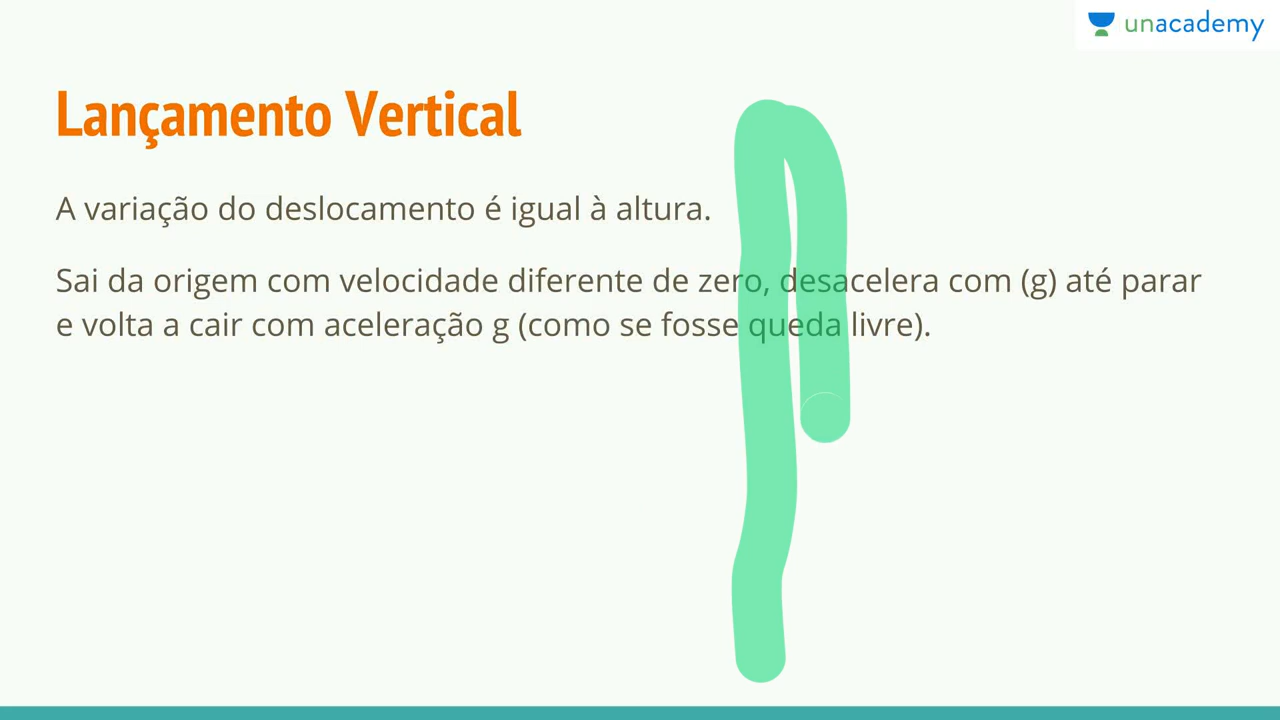 unacademy
Lançamento Vertical
A variação do deslocamento é igual à altura.
Sai da origem com velocidade diferente de zero, desacelera com (g) até parar
e volta a cair com aceleração g (como se fosse queda livre).